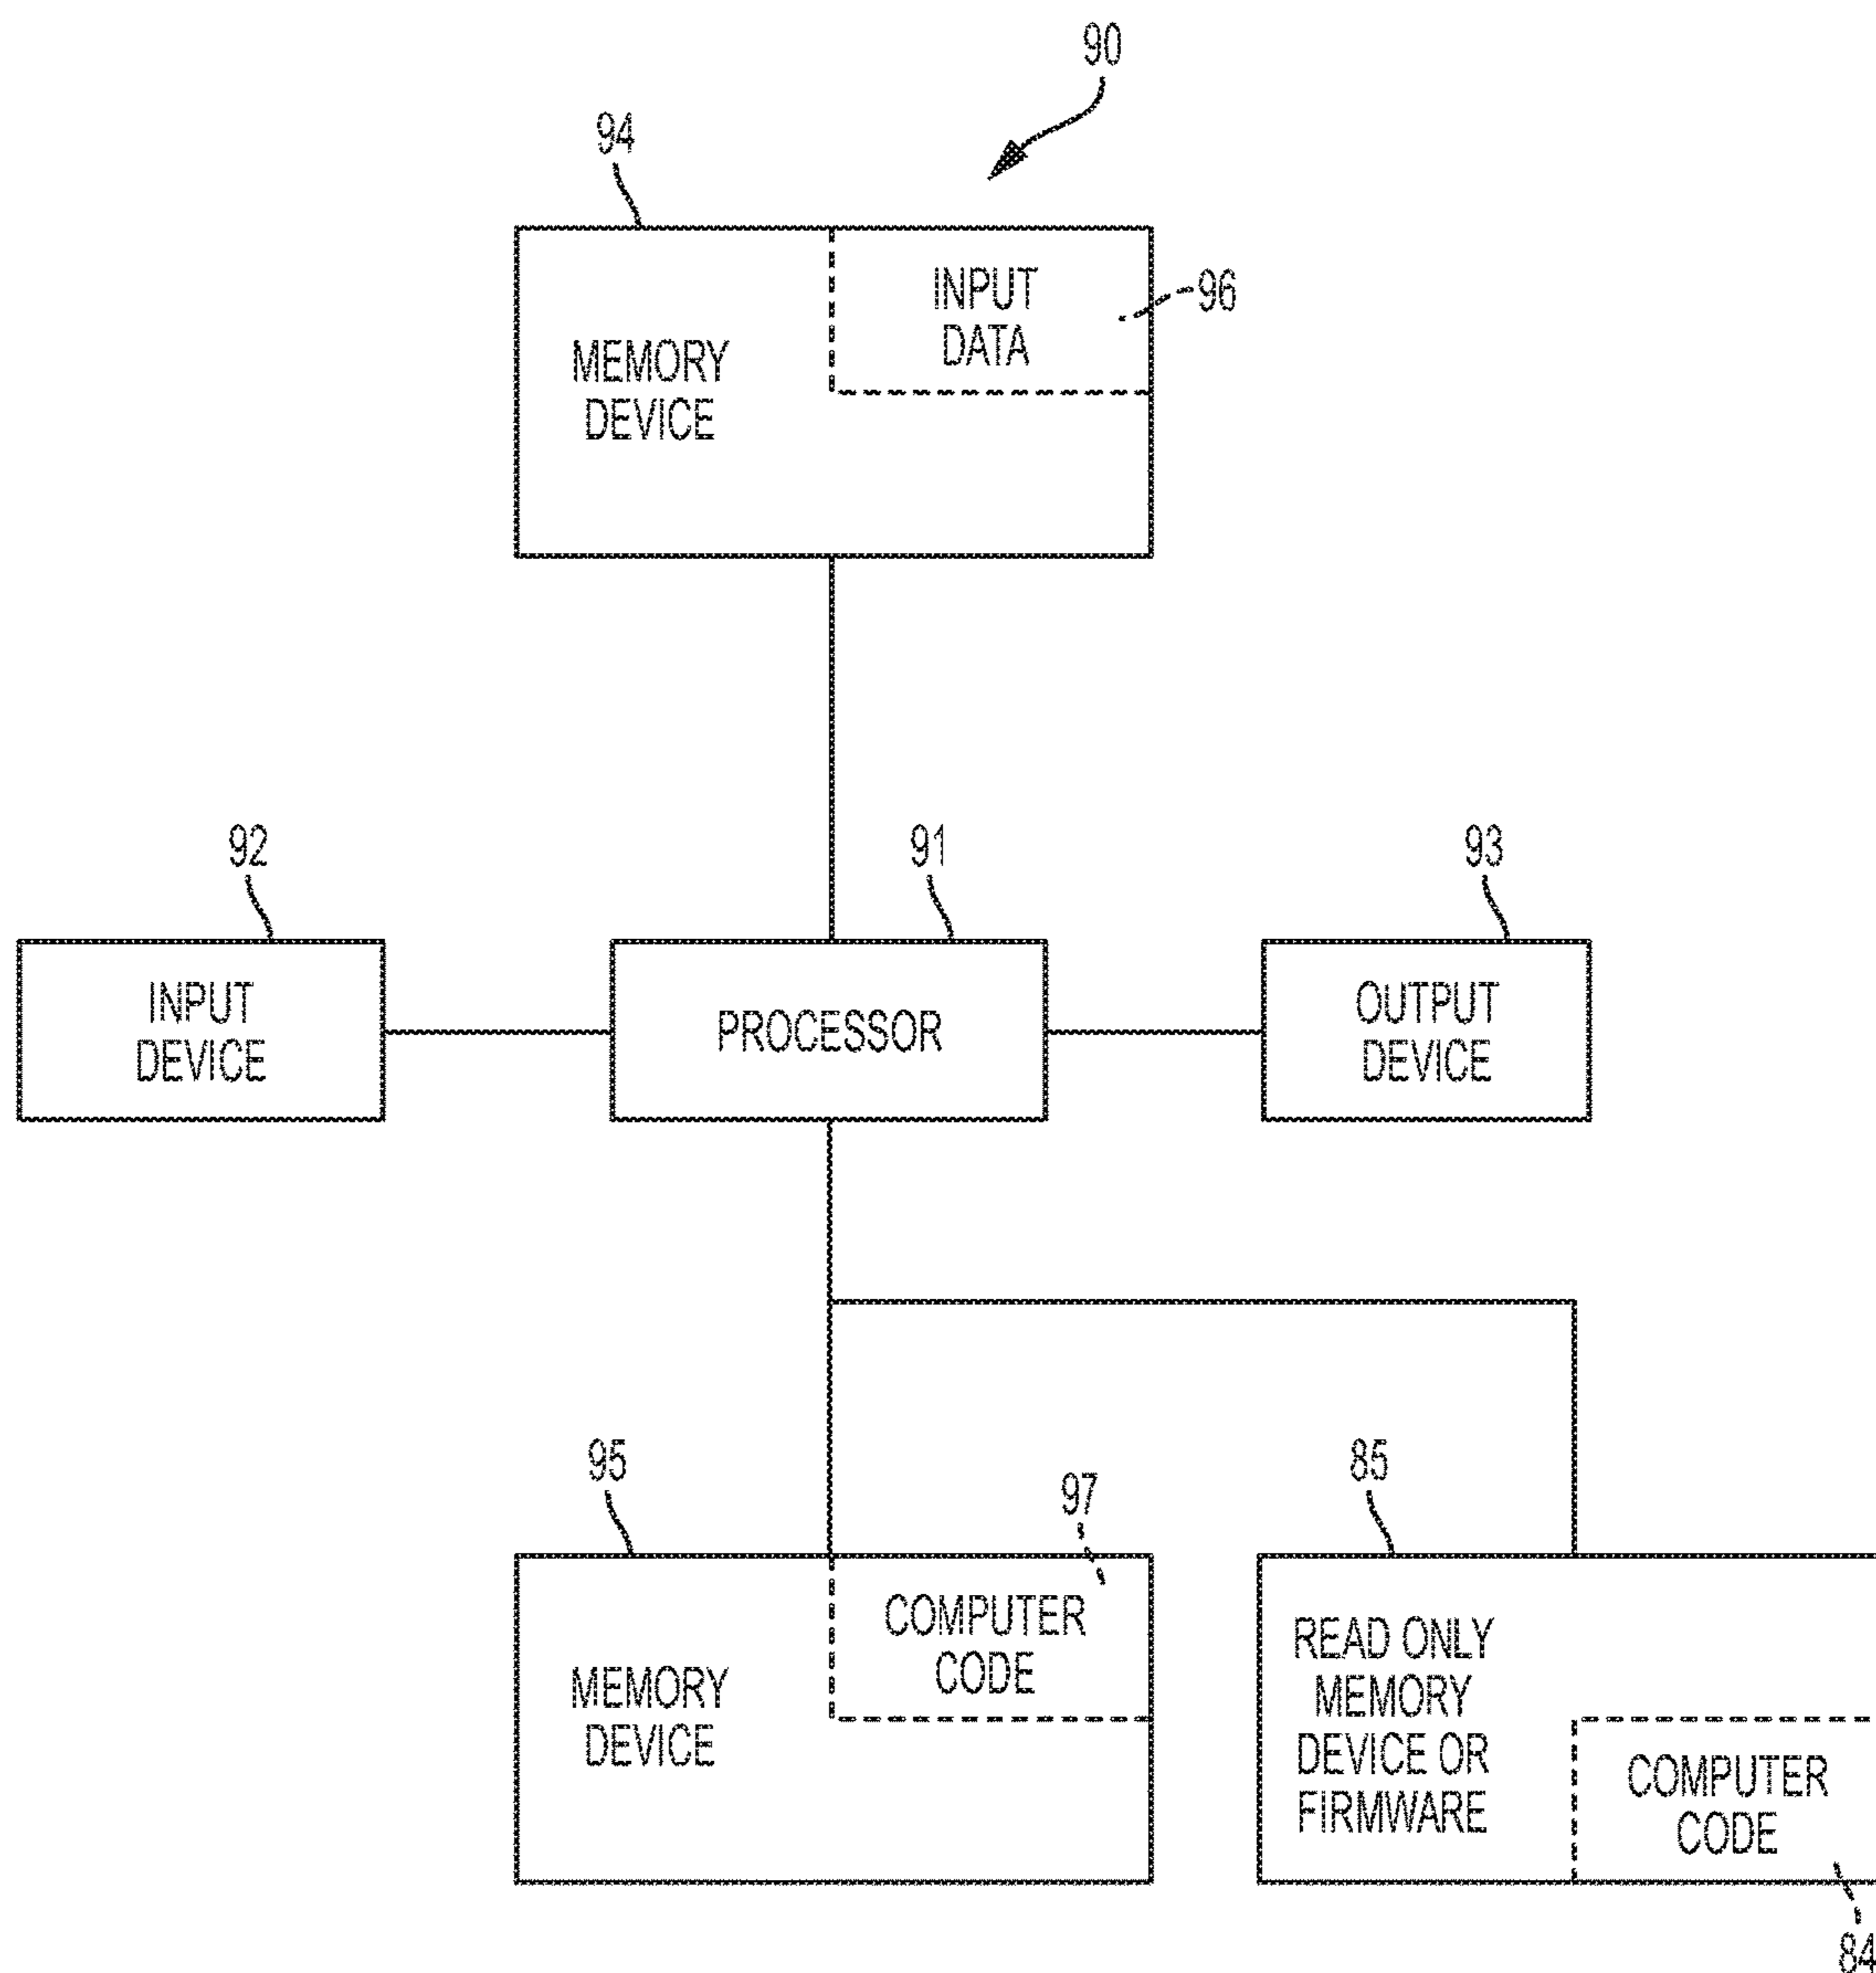 90
94
INPUT
DATA
96
MEMORY
DEVICE
92
91
93
INPUT
DEVICE
PROCESSOR
OUTPUT
DEVICE
95
97
85
COMPUTER
CODE
MEMORY
DEVICE
READ ONLY
MEMORY
DEVICE OR
FIRMWARE
COMPUTER
CODE
84